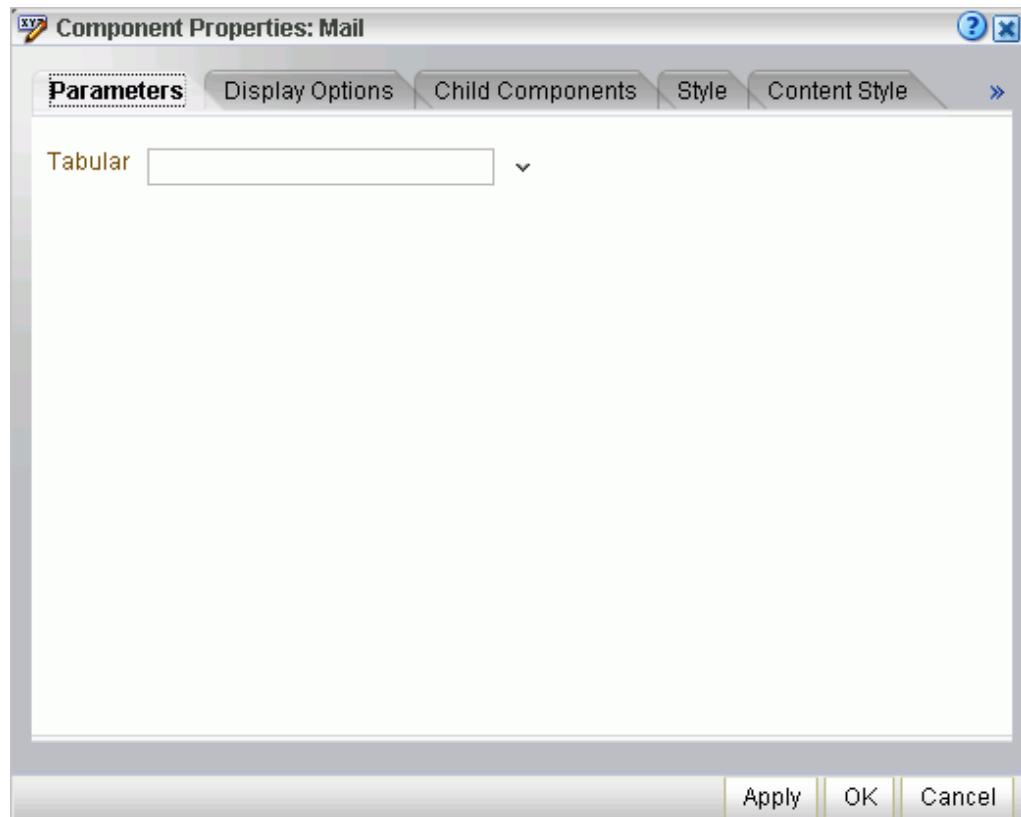 Component Properties: Mail
Parameters Display Options Child Components Style Content Style »
Tabular
Apply OK Cancel